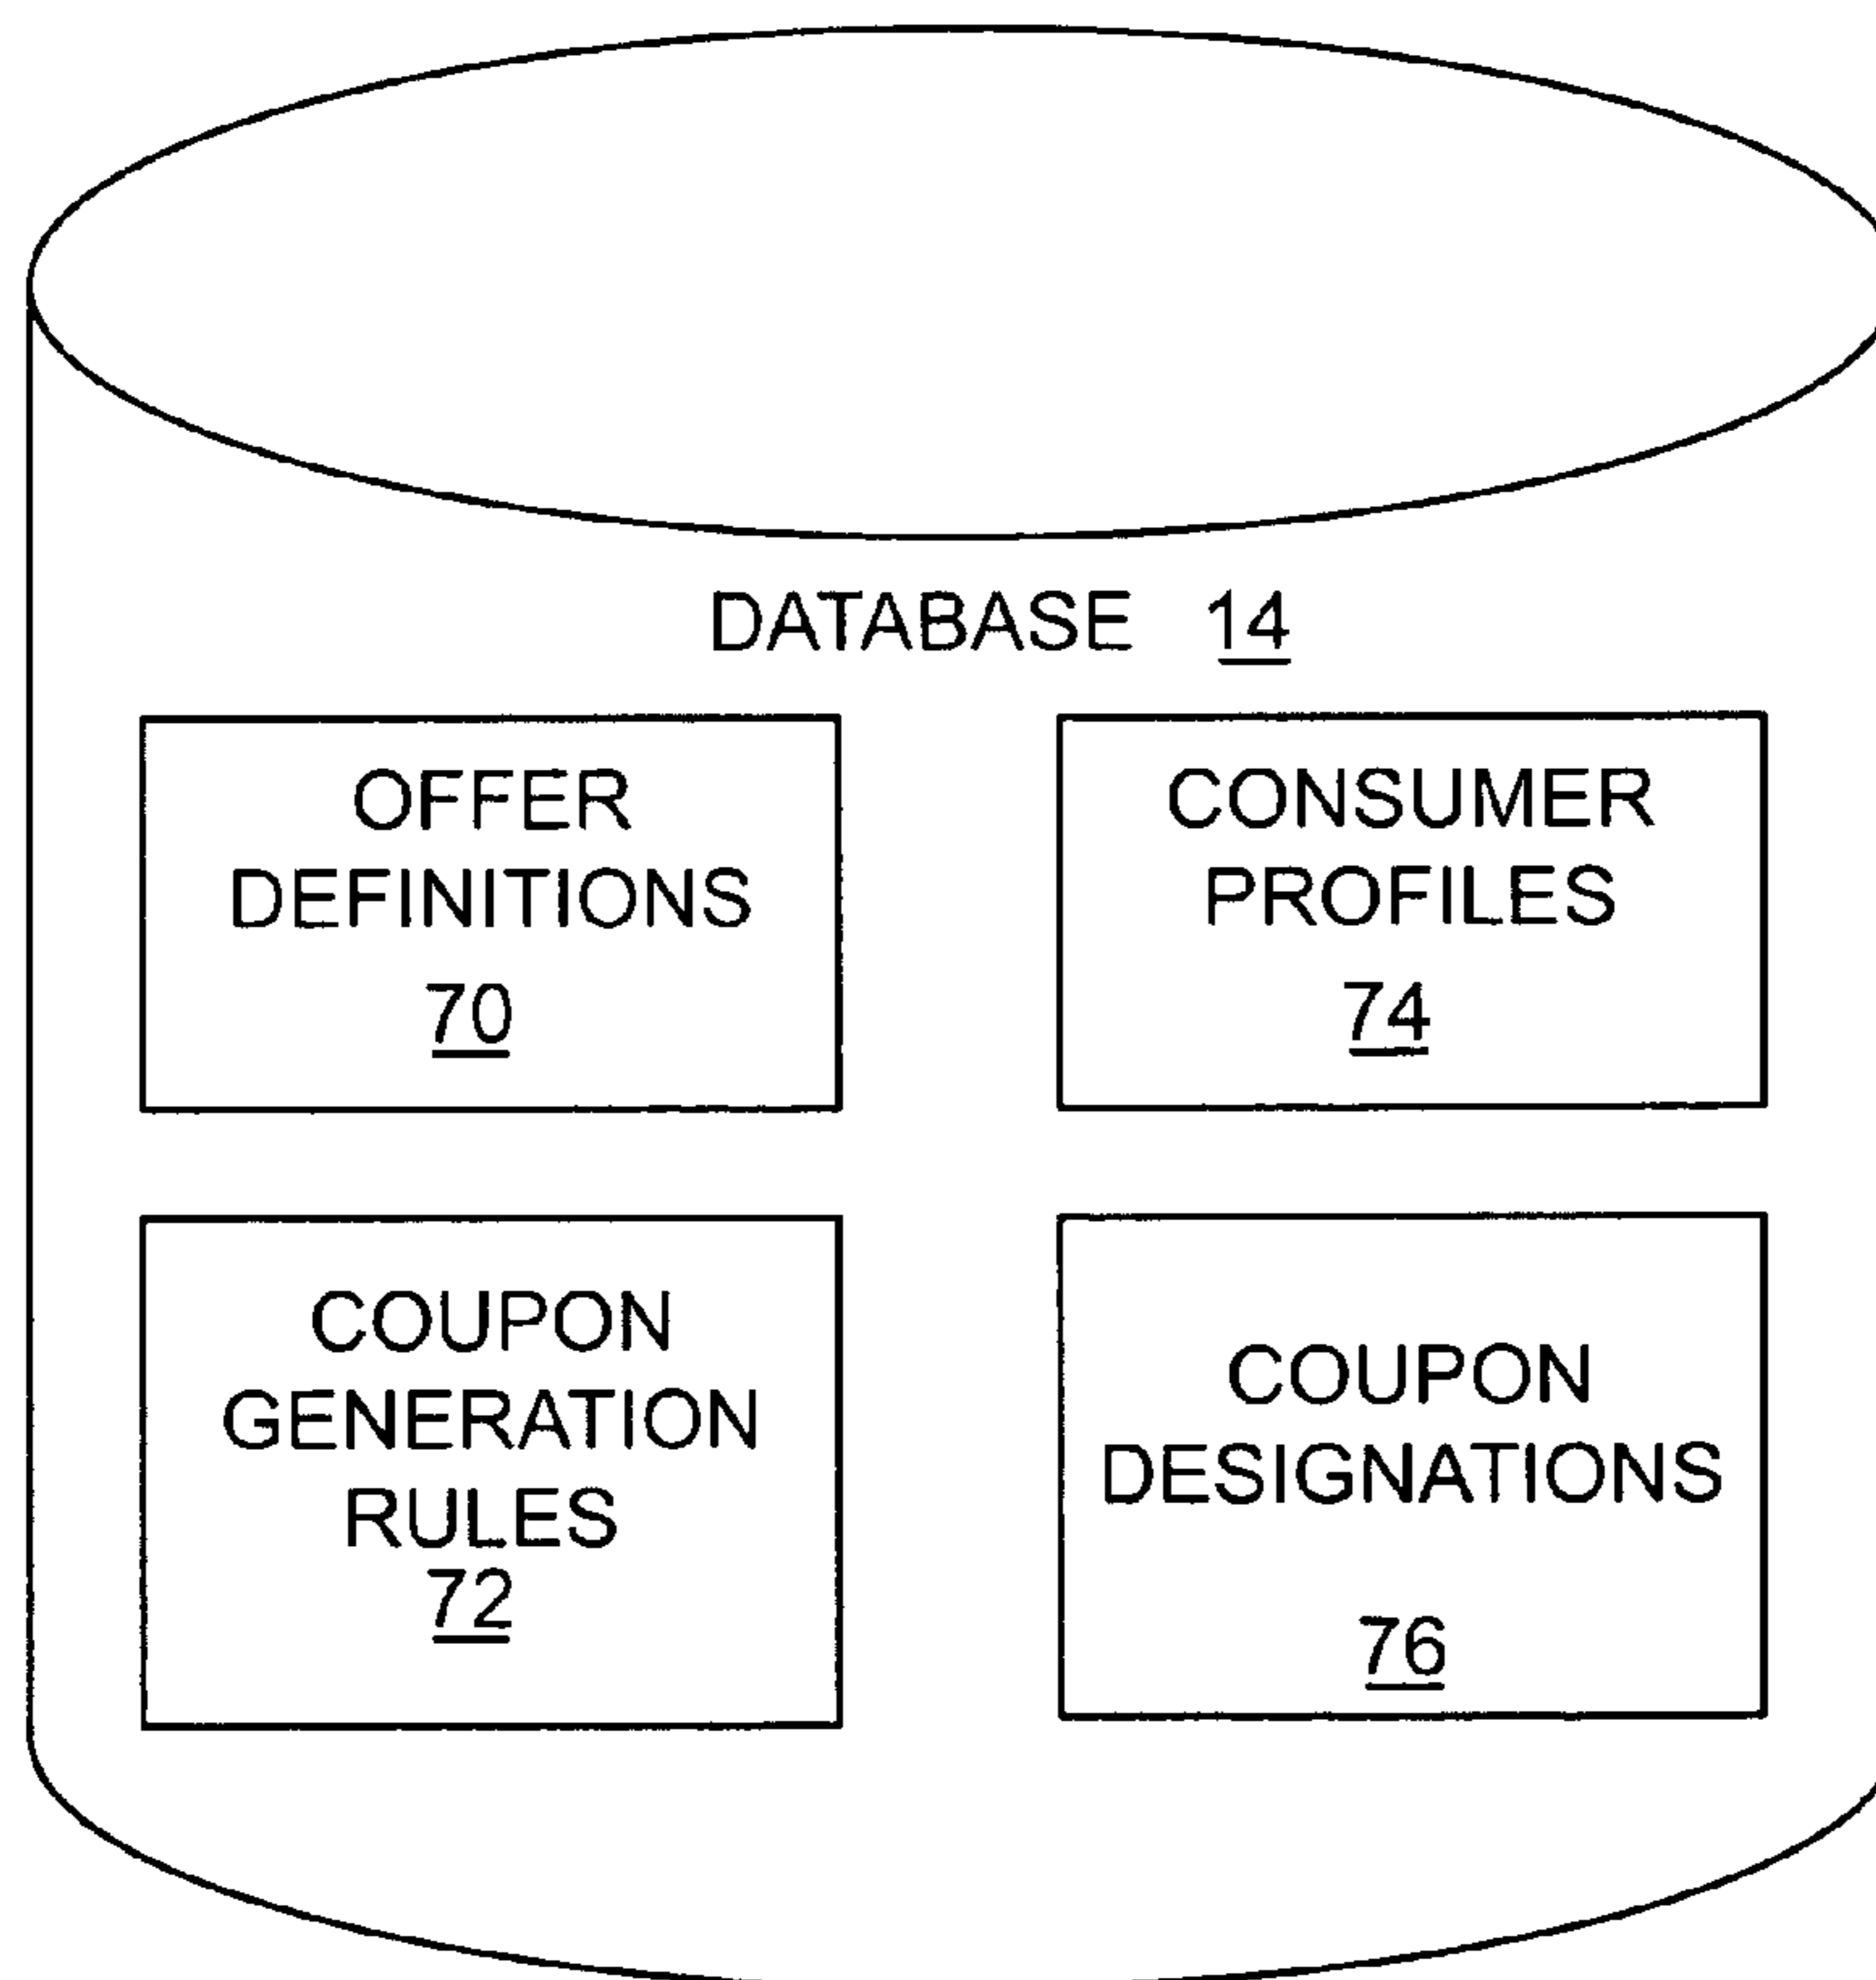 DATABASE 14
OFFER
DEFINITIONS
70
CONSUMER
PROFILES
74
COUPON
GENERATION
RULES
72
COUPON
DESIGNATIONS
76